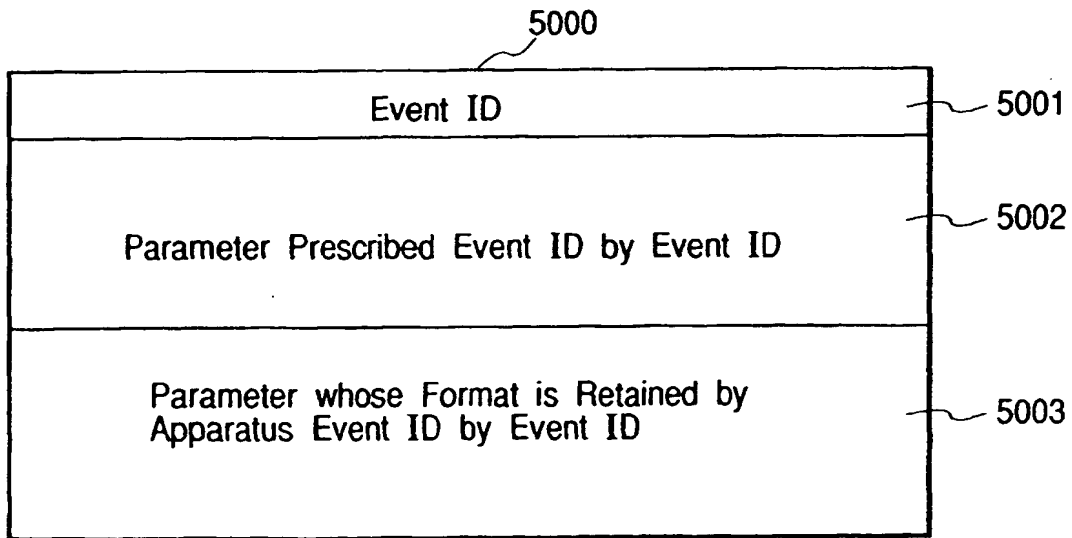 5000
Event ID
5001
Parameter Prescribed Event ID by Event ID
5002
Parameter whose Format is Retained by
Apparatus Event ID by Event ID
5003